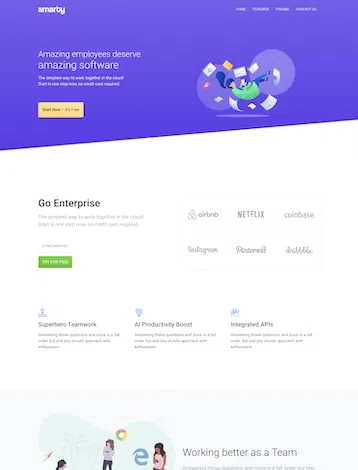 smarty
HOME FEATURES PRICING CONTACT US
Amazing employees deserve
amazing software
The simplest way to work together in the cloud!
Start in one step now, no credit card required.
Start Now – It's Free
Go Enterprise
The simplest way to work together in the cloud!
Start in one step now, no credit card required.
airbnb NETFLIX coinbase
Email address
Instagram Pinterest dribbble
TRY FOR FREE
Superhero Teamwork AI Productivity Boost Integrated APIs
Answering those questions and more is a tall Answering those questions and more is a tall Answering those questions and more is a tall
order but one you should approach with order but one you should approach with order but one you should approach with
enthusiasm enthusiasm enthusiasm
Working better as a Team
Answering those questions and more is a tall order but one